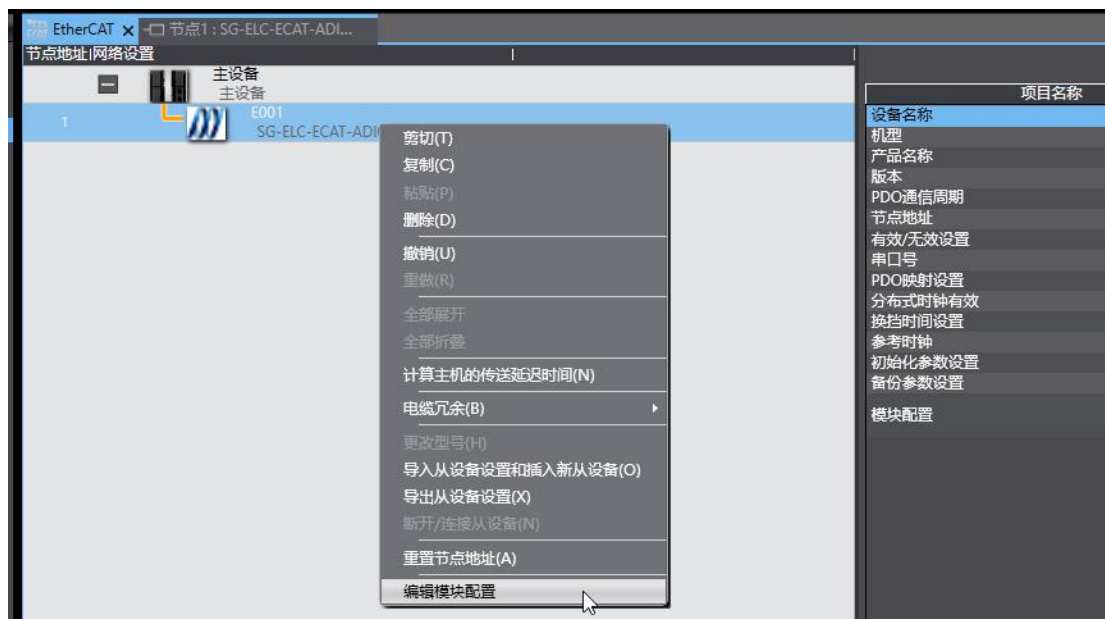 EtherCAT
节点1 : SG-ELC-ECAT-ADI...
节点地址|网络设置
主设备
主设备
1
E001
SG-ELC-ECAT-ADI
剪切(T)
复制(C)
粘贴(P)
删除(D)
撤销(U)
重做(R)
全部展开
全部折叠
计算主机的传送延迟时间(N)
电缆冗余(B)
更改型号(H)
导入从设备设置和插入新从设备(O)
导出从设备设置(X)
断开/连接从设备(N)
重置节点地址(A)
编辑模块配置
项目名称
设备名称
机型
产品名称
版本
PDO通信周期
节点地址
有效/无效设置
串口号
PDO映射设置
分布式时钟有效
换挡时间设置
参考时钟
初始化参数设置
备份参数设置
模块配置